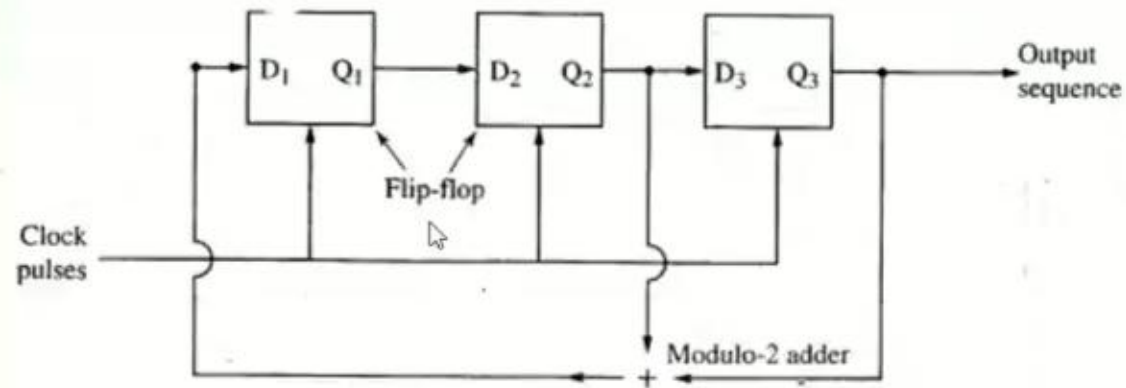 D₁ Q₁
D₂ Q₂
D₃ Q₃
Output
sequence
Flip-flop
Clock
pulses
Modulo-2 adder
+